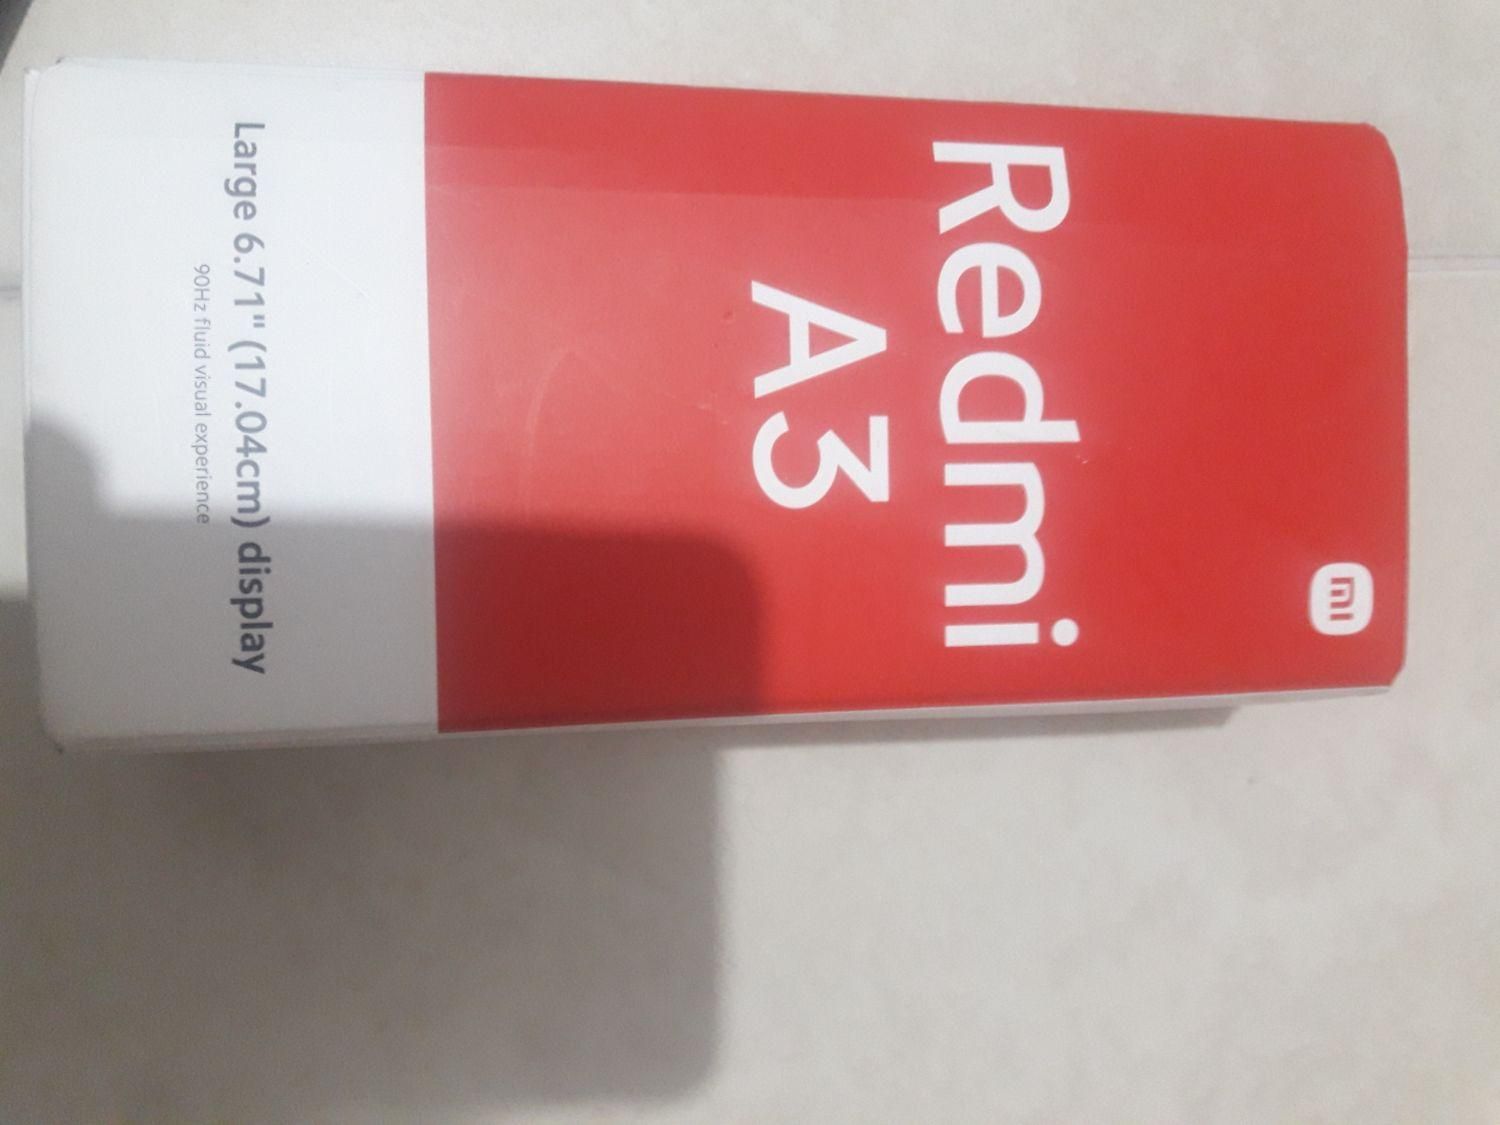 mi
Redmi
A3
Large 6.71" (17.04cm) display
90Hz fluid visual experience